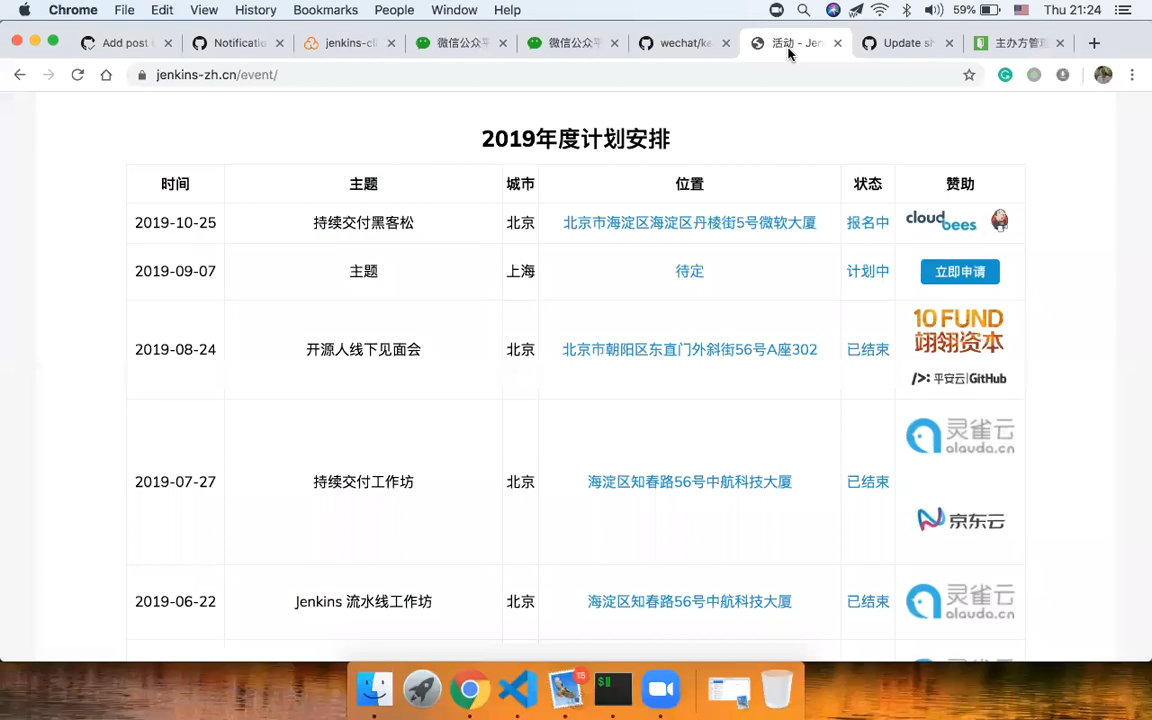 Chrome File Edit View History Bookmarks People Window Help 59% Thu 21:24
Add post Notificatio jenkins-cl 微信公众平 微信公众平 wechat/ke 活动 - Jen Update sh 主办方管理
jenkins-zh.cn/event/
2019年度计划安排
时间 主题 城市 位置 状态 赞助
2019-10-25 持续交付黑客松 北京 北京市海淀区海淀区丹棱街5号微软大厦 报名中 cloudbees
2019-09-07 主题 上海 待定 计划中 立即申请
10 FUND
翊翎资本
2019-08-24 开源人线下见面会 北京 北京市朝阳区东直门外斜街56号A座302 已结束
/>: 平安云|GitHub
灵雀云
alauda.cn
2019-07-27 持续交付工作坊 北京 海淀区知春路56号中航科技大厦 已结束
京东云
2019-06-22 Jenkins 流水线工作坊 北京 海淀区知春路56号中航科技大厦 已结束 灵雀云
alauda.cn
15
$